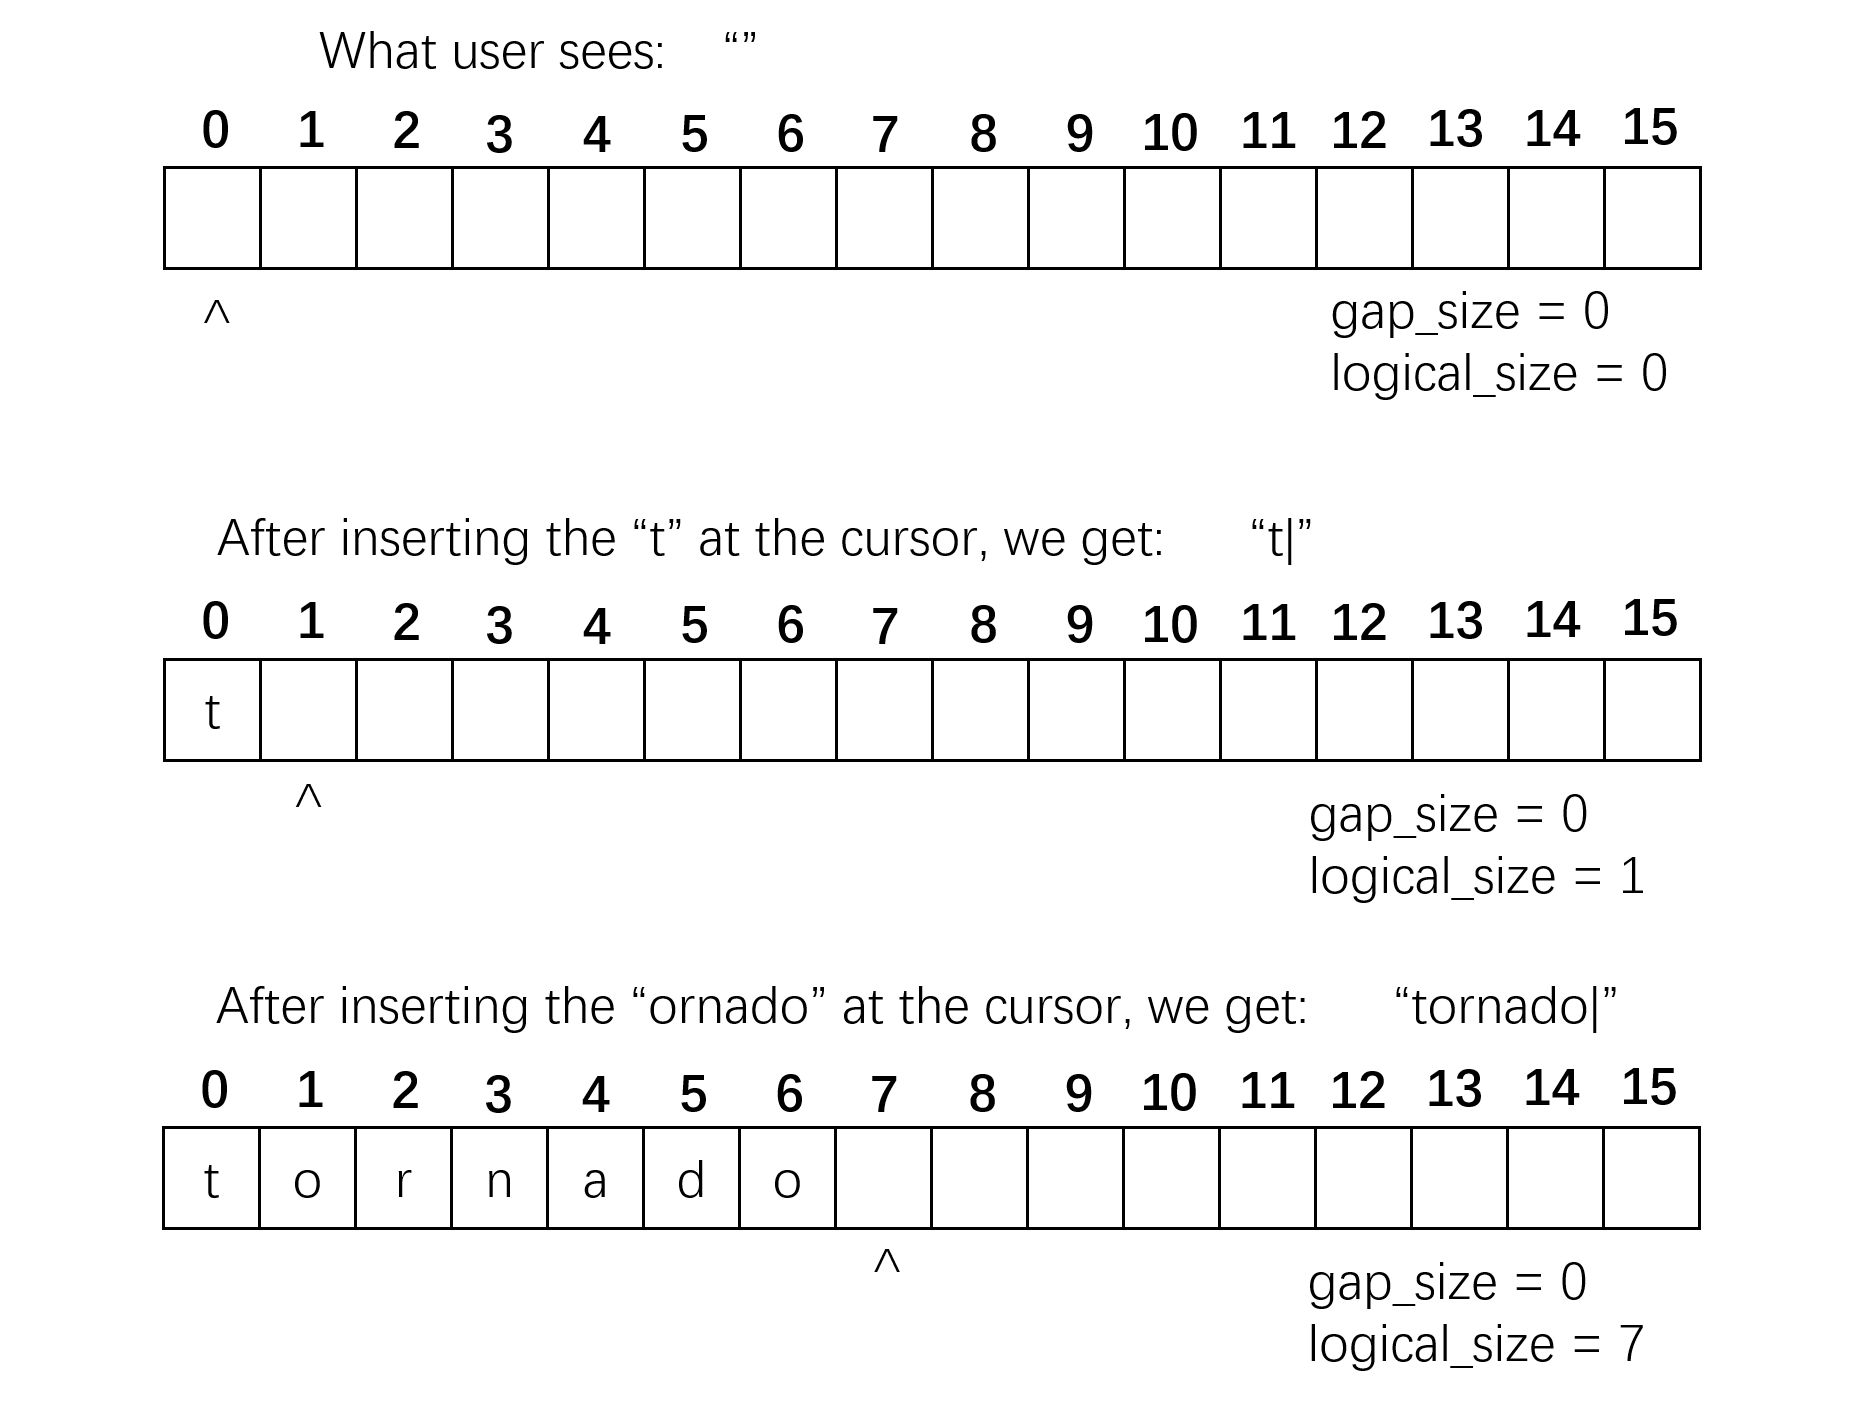 What user sees: “”
0 1 2 3 4 5 6 7 8 9 10 11 12 13 14 15
^
gap_size = 0
logical_size = 0
After inserting the “t” at the cursor, we get: “t|”
0 1 2 3 4 5 6 7 8 9 10 11 12 13 14 15
t
^
gap_size = 0
logical_size = 1
After inserting the “ornado” at the cursor, we get: “tornado|”
0 1 2 3 4 5 6 7 8 9 10 11 12 13 14 15
t o r n a d o
^
gap_size = 0
logical_size = 7